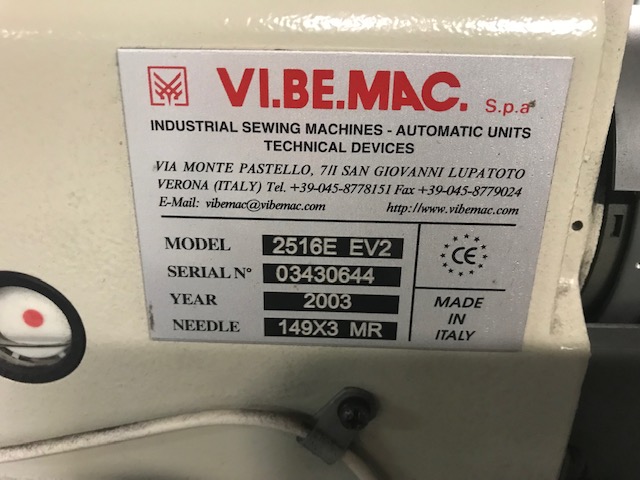 VI.BE.MAC. S.p.a
INDUSTRIAL SEWING MACHINES - AUTOMATIC UNITS
TECHNICAL DEVICES
VIA MONTE PASTELLO, 7/I SAN GIOVANNI LUPATOTO
VERONA (ITALY) Tel. +39-045-8778151 Fax +39-045-8779024
E-Mail: vibemac@vibemac.com http://www.vibemac.com
MODEL 2516E EV2
SERIAL N° 03430644
YEAR 2003
NEEDLE 149X3 MR
CE
MADE
IN
ITALY